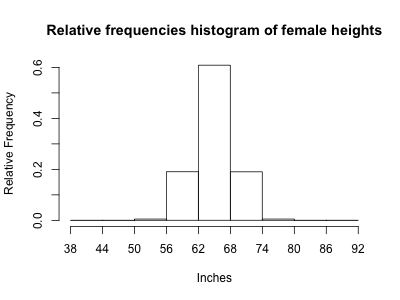 Relative frequencies histogram of female heights
Relative Frequency
0.6
0.4
0.2
0.0
38 44 50 56 62 68 74 80 86 92
Inches